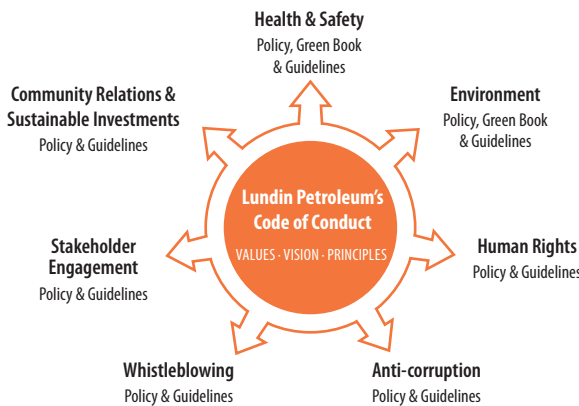 Health & Safety
Policy, Green Book
& Guidelines
Community Relations &
Sustainable Investments
Policy & Guidelines
Environment
Policy, Green Book
& Guidelines
Lundin Petroleum's
Code of Conduct
VALUES · VISION · PRINCIPLES
Stakeholder
Engagement
Policy & Guidelines
Human Rights
Policy & Guidelines
Whistleblowing
Policy & Guidelines
Anti-corruption
Policy & Guidelines